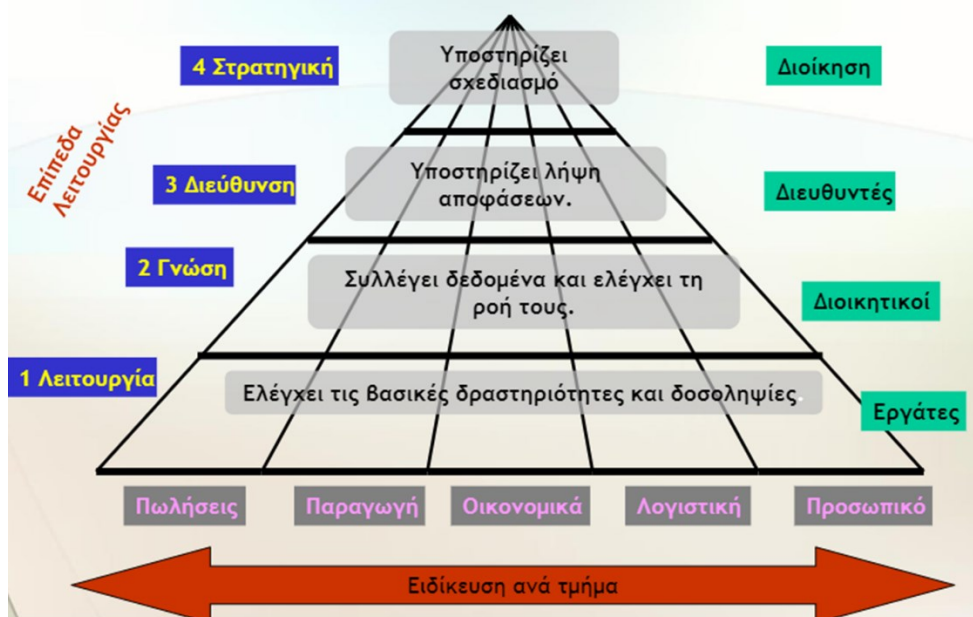 Υποστηρίζει
σχεδιασμό
4 Στρατηγική
Διοίκηση
Επίπεδα
Λειτουργίας
Υποστηρίζει λήψη
αποφάσεων.
3 Διεύθυνση
Διευθυντές
2 Γνώση
Συλλέγει δεδομένα και ελέγχει τη
ροή τους.
Διοικητικοί
1 Λειτουργία
Ελέγχει τις βασικές δραστηριότητες και δοσοληψίες.
Εργάτες
Πωλήσεις
Παραγωγή
Οικονομικά
Λογιστική
Προσωπικό
Ειδίκευση ανά τμήμα